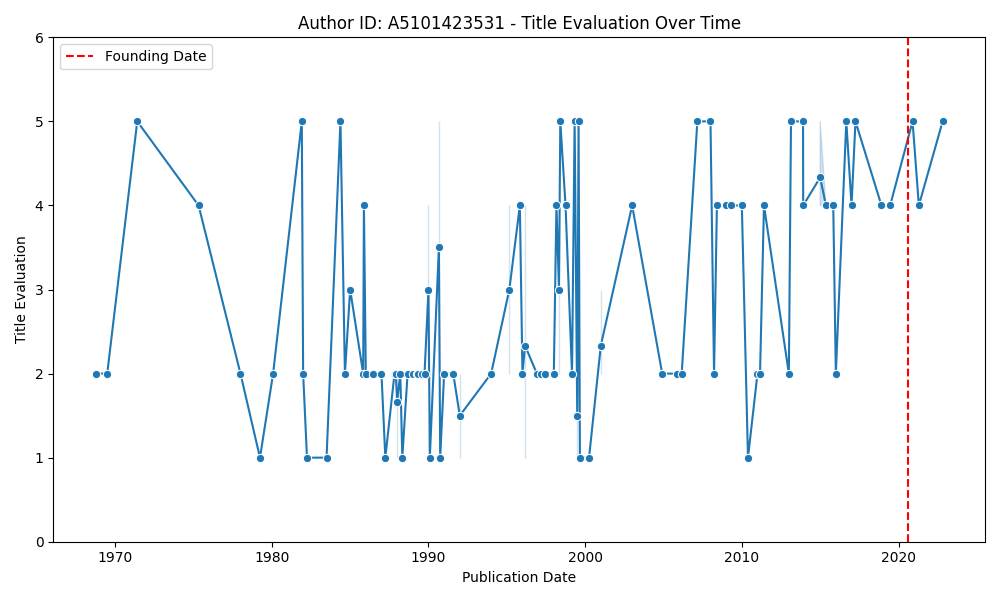 Author ID: A5101423531 - Title Evaluation Over Time
Founding Date
Title Evaluation
6
5
4
3
2
1
0
1970 1980 1990 2000 2010 2020
Publication Date